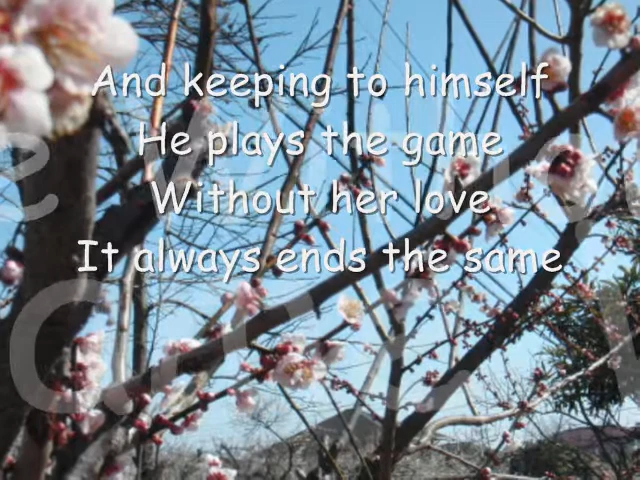 And keeping to himself
He plays the game
Without her love
It always ends the same